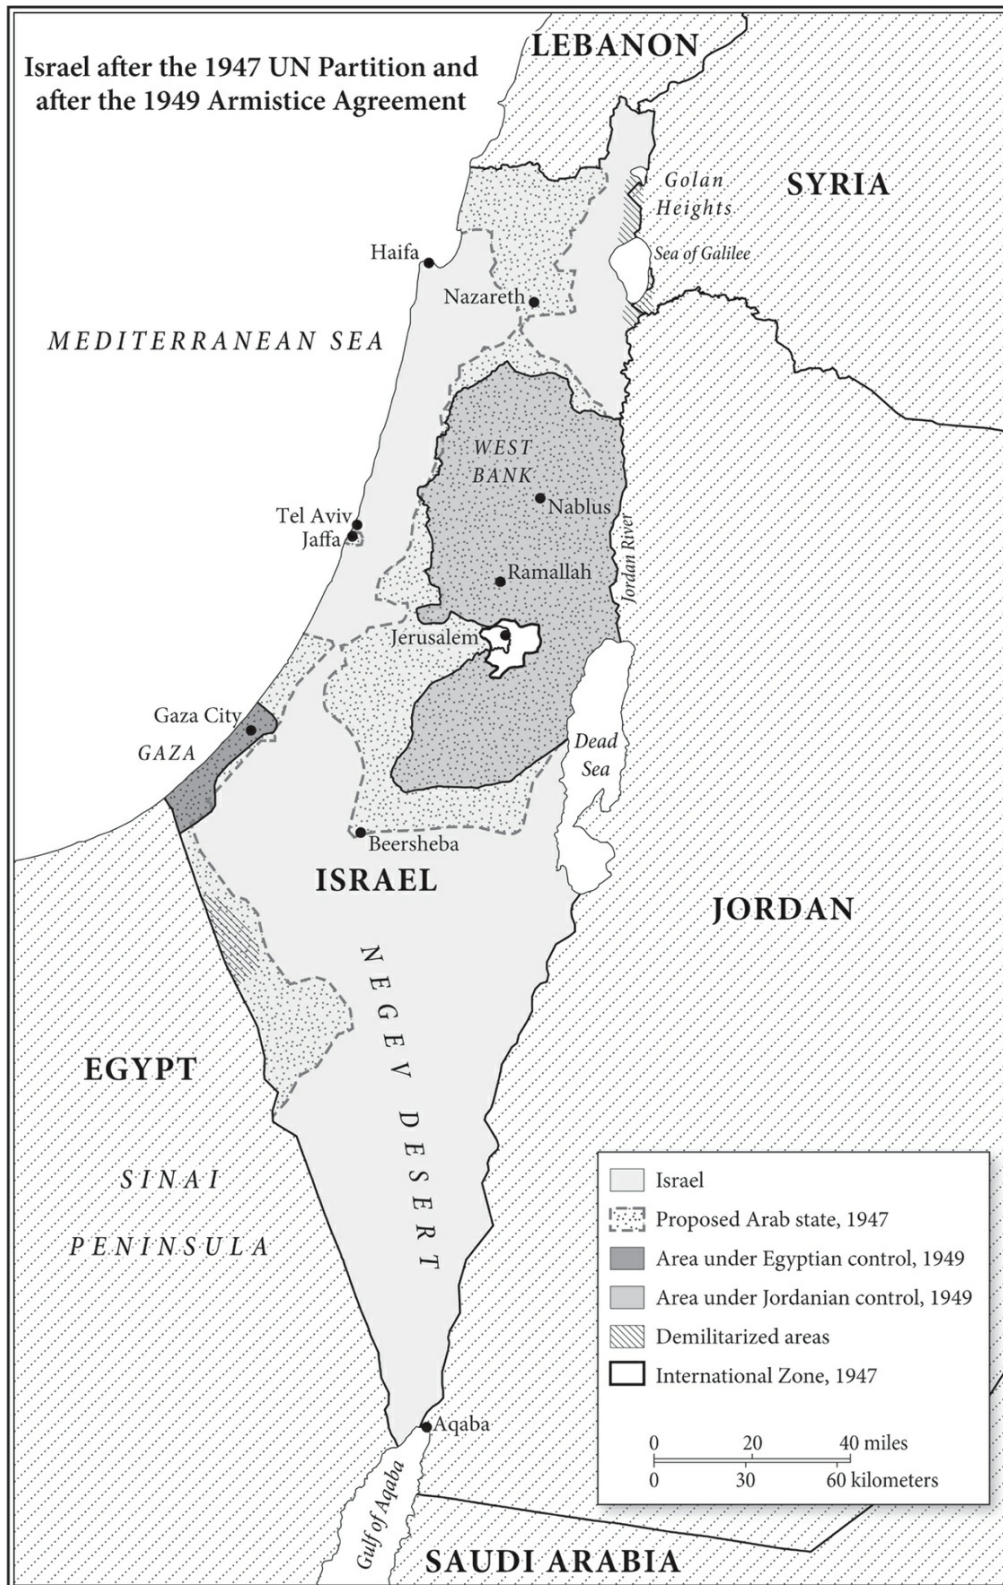 Israel after the 1947 UN Partition and
after the 1949 Armistice Agreement
LEBANON
SYRIA
Golan
Heights
Sea of Galilee
Haifa
Nazareth
MEDITERRANEAN SEA
WEST
BANK
Nablus
Tel Aviv
Jaffa
Ramallah
Jordan River
Jerusalem
Gaza City
GAZA
Dead
Sea
Beersheba
ISRAEL
JORDAN
NEGEV DESERT
EGYPT
SINAI
PENINSULA
Israel
Proposed Arab state, 1947
Area under Egyptian control, 1949
Area under Jordanian control, 1949
Demilitarized areas
International Zone, 1947
0 20 40 miles
0 30 60 kilometers
Aqaba
Gulf of Aqaba
SAUDI ARABIA